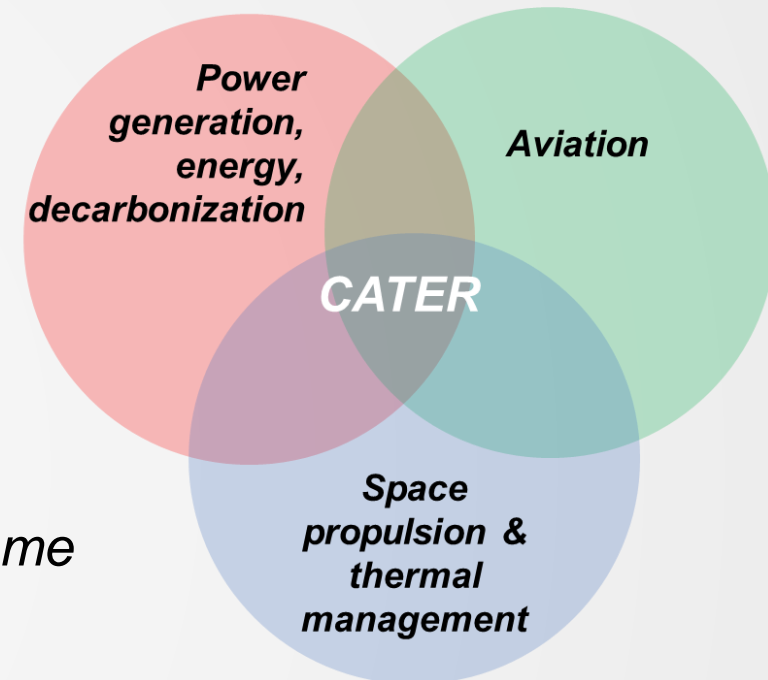 Power
generation,
energy,
decarbonization
Aviation
CATER
Space
propulsion &
thermal
management
me